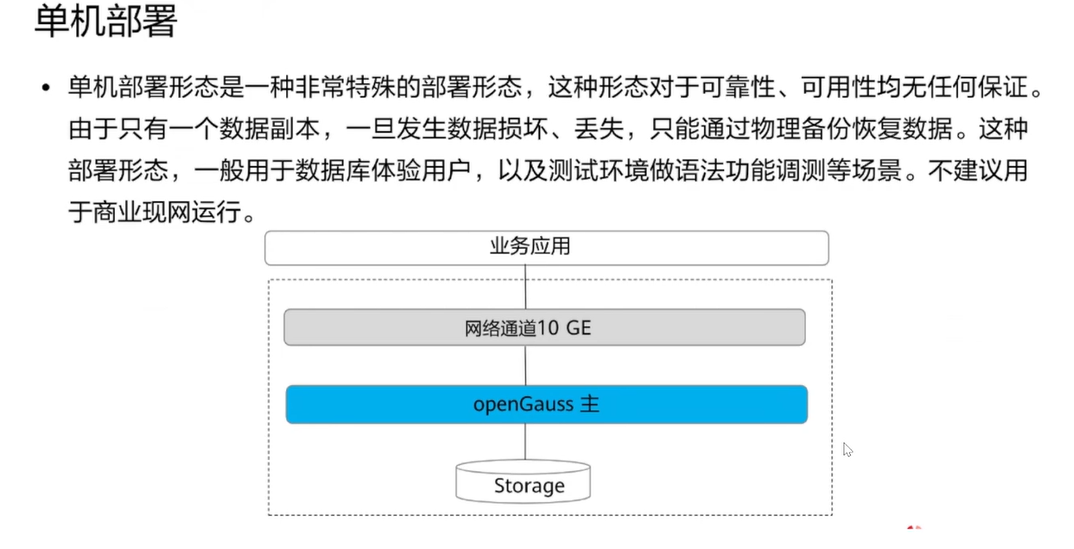 单机部署
• 单机部署形态是一种非常特殊的部署形态，这种形态对于可靠性、可用性均无任何保证。
由于只有一个数据副本，一旦发生数据损坏、丢失，只能通过物理备份恢复数据。这种
部署形态，一般用于数据库体验用户，以及测试环境做语法功能调测等场景。不建议用
于商业现网运行。
业务应用
网络通道10 GE
openGauss 主
Storage